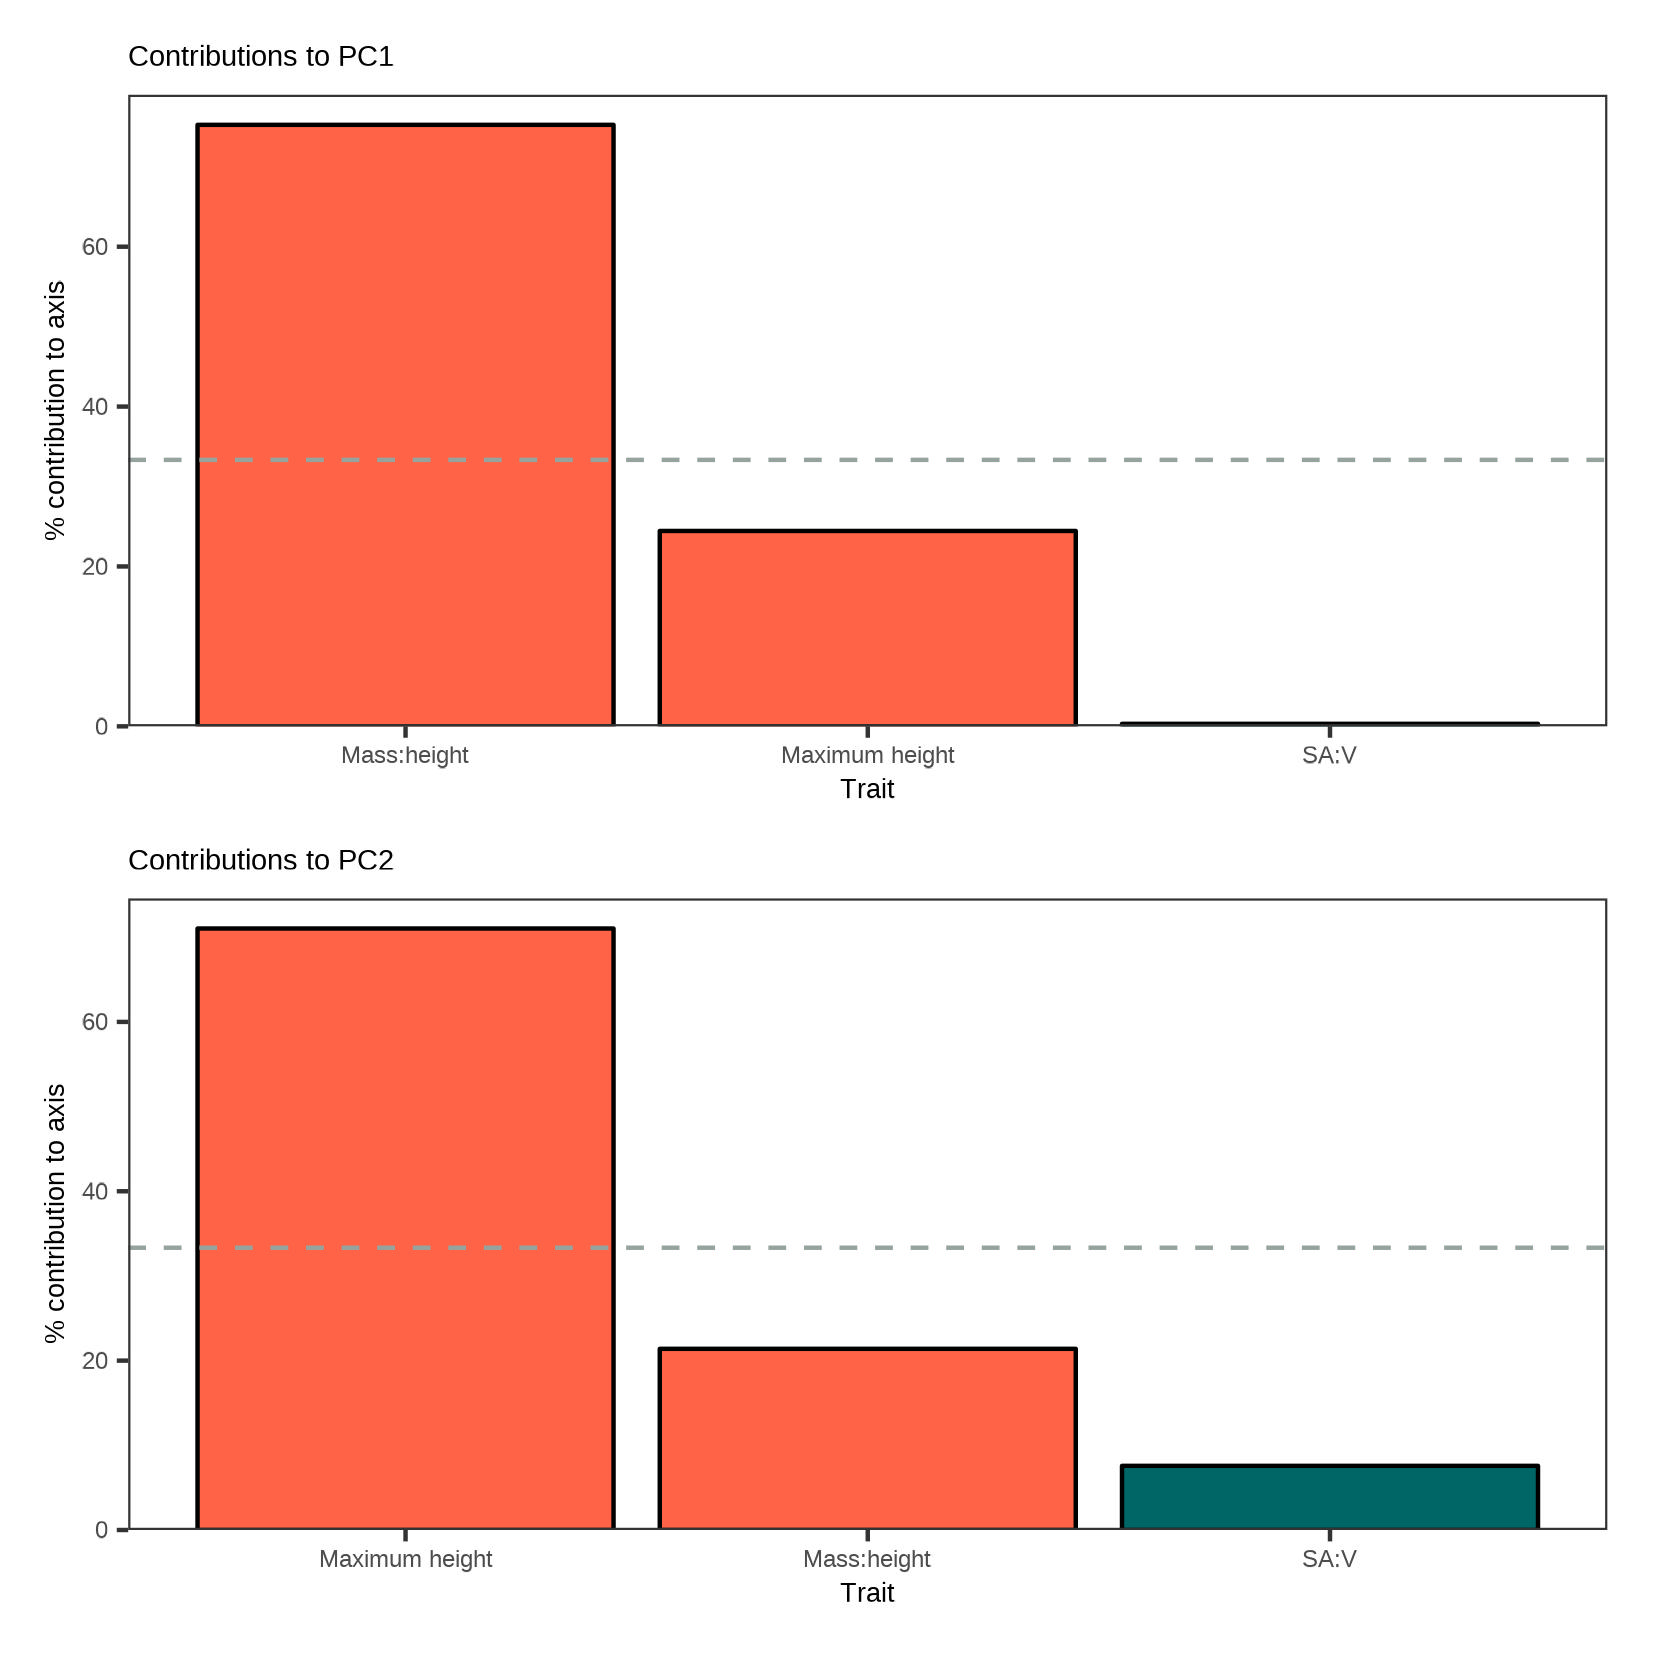 Contributions to PC1
% contribution to axis
60
40
20
0
Mass:height
Maximum height
SA:V
Trait
Contributions to PC2
% contribution to axis
60
40
20
0
Maximum height
Mass:height
SA:V
Trait